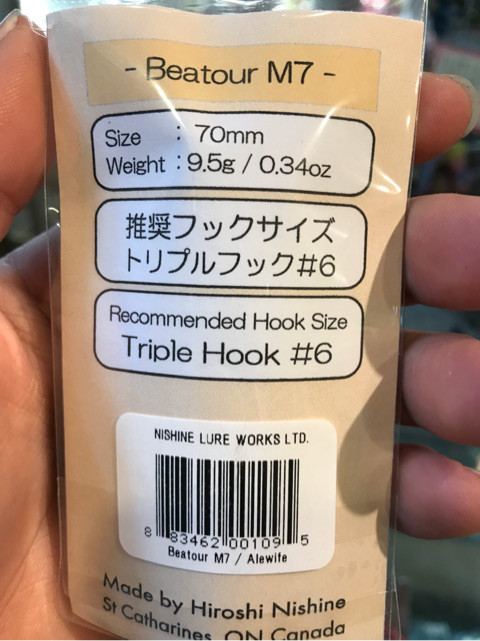 - Beatour M7 -
Size : 70mm
Weight : 9.5g / 0.34oz
推奨フックサイズ
トリプルフック#6
Recommended Hook Size
Triple Hook #6
NISHINE LURE WORKS LTD.
8 83462 00109 5
Beatour M7 / Alewife
Made by Hiroshi Nishine
St Catharines, ON Canada